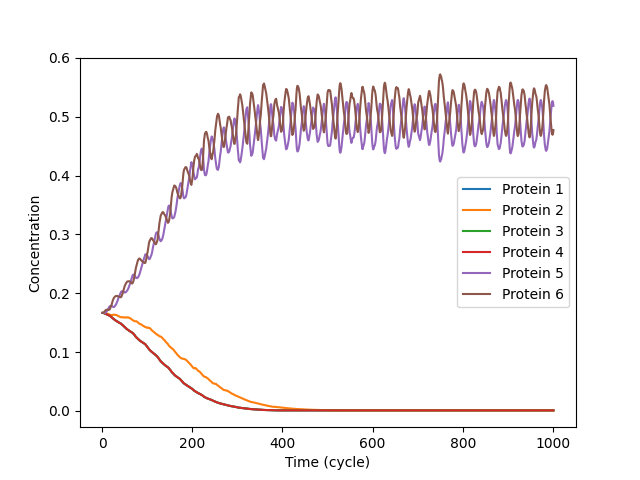 0.6
0.5
0.4
0.3
0.2
0.1
0.0
Concentration
Protein 1
Protein 2
Protein 3
Protein 4
Protein 5
Protein 6
0 200 400 600 800 1000
Time (cycle)